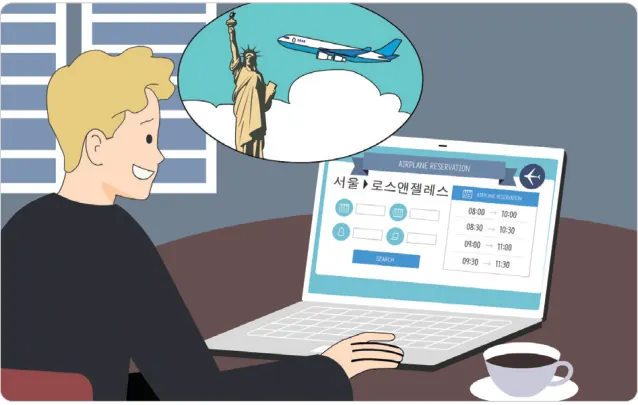 AIRPLANE RESERVATION
서울▶로스앤젤레스
SEARCH
AIRPLANE RESERVATION
08:00 → 10:00
08:30 → 10:30
09:00 → 11:00
09:30 → 11:30